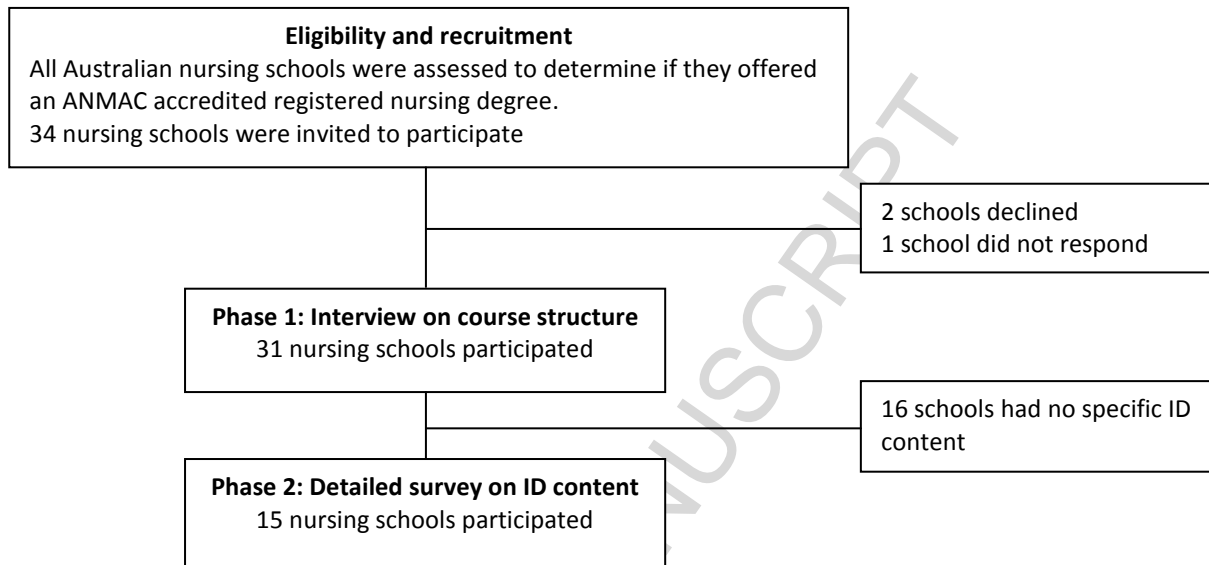 Eligibility and recruitment
All Australian nursing schools were assessed to determine if they offered
an ANMAC accredited registered nursing degree.
34 nursing schools were invited to participate
2 schools declined
1 school did not respond
Phase 1: Interview on course structure
31 nursing schools participated
16 schools had no specific ID
content
Phase 2: Detailed survey on ID content
15 nursing schools participated
NUSCRIPT